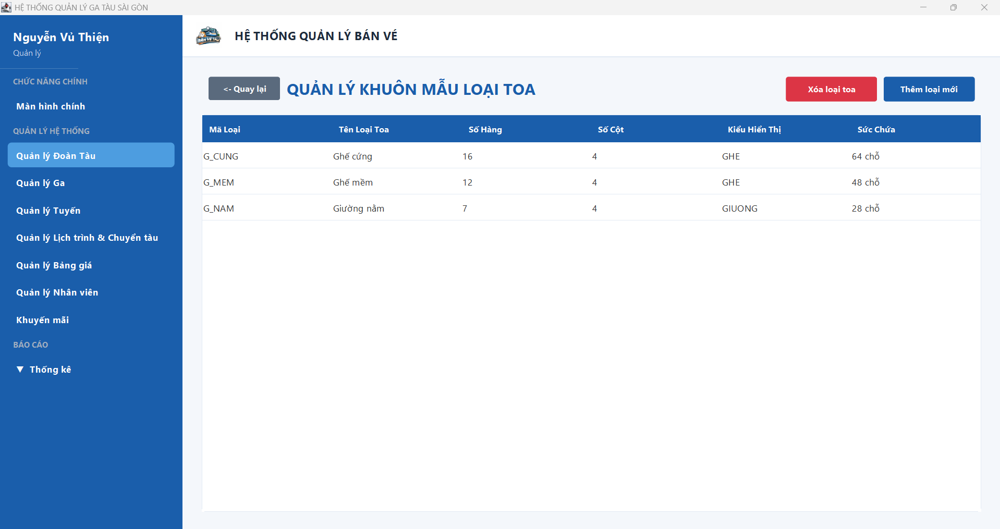 HỆ THỐNG QUẢN LÝ GA TÀU SÀI GÒN
Nguyễn Vủ Thiện
Quản lý
CHỨC NĂNG CHÍNH
Màn hình chính
QUẢN LÝ HỆ THỐNG
Quản lý Đoàn Tàu
Quản lý Ga
Quản lý Tuyến
Quản lý Lịch trình & Chuyến tàu
Quản lý Bảng giá
Quản lý Nhân viên
Khuyến mãi
BÁO CÁO
▼ Thống kê
BÁN VÉ TÀU
HỆ THỐNG QUẢN LÝ BÁN VÉ
<- Quay lại
QUẢN LÝ KHUÔN MẪU LOẠI TOA
Xóa loại toa
Thêm loại mới
Mã Loại Tên Loại Toa Số Hàng Số Cột Kiểu Hiển Thị Sức Chứa
G_CUNG Ghế cứng 16 4 GHE 64 chỗ
G_MEM Ghế mềm 12 4 GHE 48 chỗ
G_NAM Giường nằm 7 4 GIUONG 28 chỗ